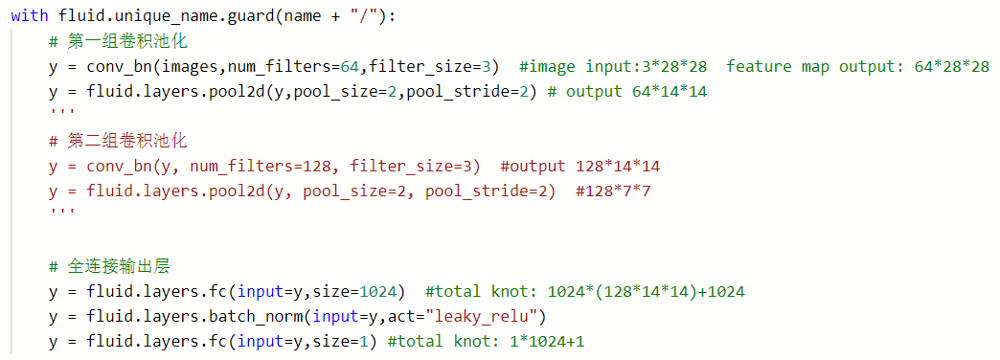 with fluid.unique_name.guard(name + "/"):
    # 第一组卷积池化
    y = conv_bn(images,num_filters=64,filter_size=3)  #image input:3*28*28  feature map output: 64*28*28
    y = fluid.layers.pool2d(y,pool_size=2,pool_stride=2) # output 64*14*14
    '''
    # 第二组卷积池化
    y = conv_bn(y, num_filters=128, filter_size=3)  #output 128*14*14
    y = fluid.layers.pool2d(y, pool_size=2, pool_stride=2)  #128*7*7
    '''
    # 全连接输出层
    y = fluid.layers.fc(input=y,size=1024)  #total knot: 1024*(128*14*14)+1024
    y = fluid.layers.batch_norm(input=y,act="leaky_relu")
    y = fluid.layers.fc(input=y,size=1) #total knot: 1*1024+1